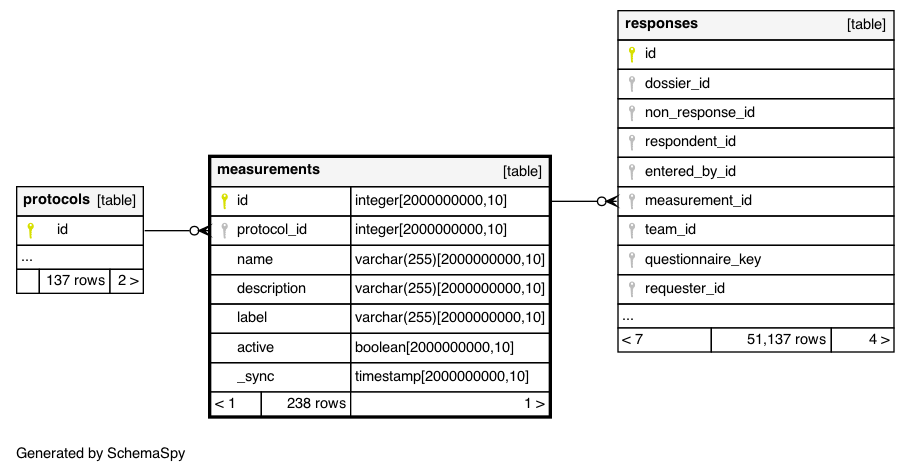 protocols [table]
id
...
137 rows 2 >
measurements [table]
id integer[2000000000,10]
protocol_id integer[2000000000,10]
name varchar(255)[2000000000,10]
description varchar(255)[2000000000,10]
label varchar(255)[2000000000,10]
active boolean[2000000000,10]
_sync timestamp[2000000000,10]
< 1 238 rows 1 >
responses [table]
id
dossier_id
non_response_id
respondent_id
entered_by_id
measurement_id
team_id
questionnaire_key
requester_id
...
< 7 51,137 rows 4 >
Generated by SchemaSpy